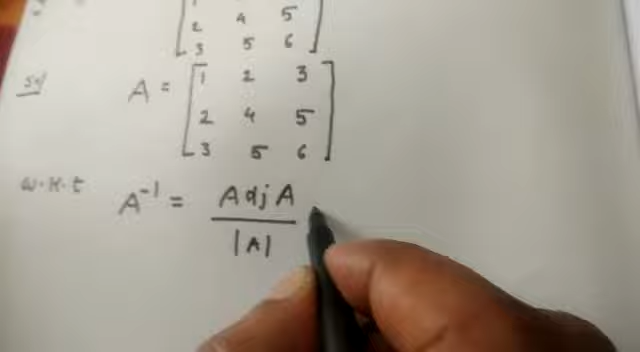 2 4 5
3 5 6
Sol
A = [1 2 3
2 4 5
3 5 6]
W.K.t A⁻¹ = Adj A
|A|